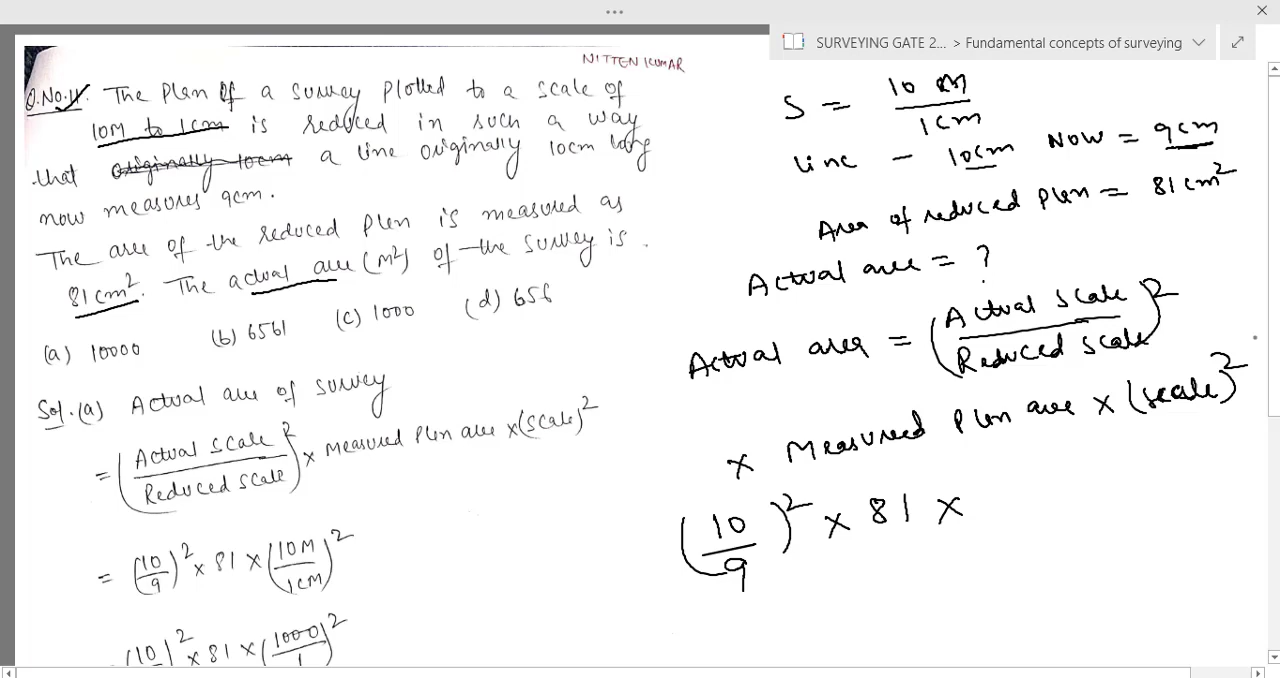 SURVEYING GATE 2... > Fundamental concepts of surveying
NITTEN KUMAR
Q.No.11. The Plan of a survey Plotted to a scale of
10M to 1cm is reduced in such a way
that originally 10cm a line originally 10cm long
now measures 9cm.
The area of the reduced Plan is measured as
81cm². The actual area (m²) of the survey is.
(a) 10000 (b) 6561 (c) 1000 (d) 656
Sol. (a) Actual area of survey
= (Actual scale / Reduced scale)² × Measured Plan area × (scale)²
= (10/9)² × 81 × (10M/1CM)²
(10/)² × 81 × (1000/1)²
S = 10 M / 1cm
line - 10cm Now = 9cm
Area of reduced Plan = 81cm²
Actual area = ?
Actual area = (Actual scale / Reduced scale)²
× Measured Plan area × (scale)²
(10/9)² × 81 ×